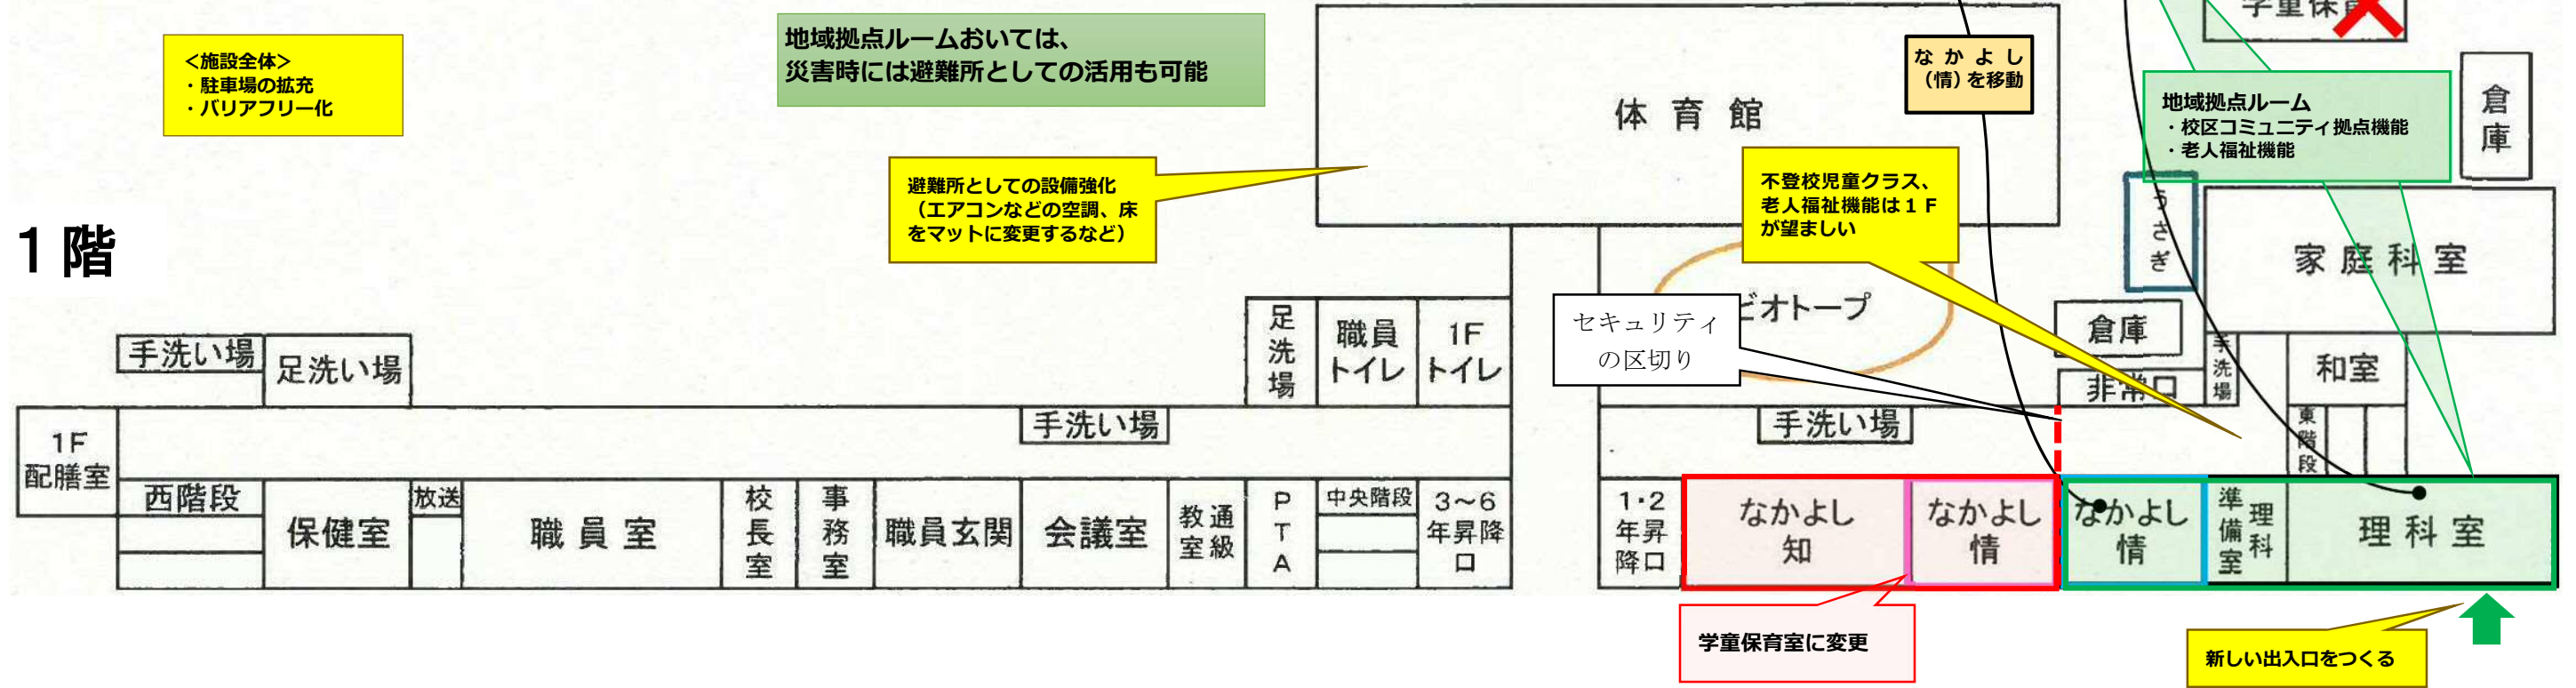 学童保育
<施設全体>
・駐車場の拡充
・バリアフリー化
地域拠点ルームおいては、
災害時には避難所としての活用も可能
なかよし
（情）を移動
体育館
地域拠点ルーム
・校区コミュニティ拠点機能
・老人福祉機能
倉庫
避難所としての設備強化
（エアコンなどの空調、床
をマットに変更するなど）
不登校児童クラス、
老人福祉機能は１Ｆ
が望ましい
うさぎ
家庭科室
１階
手洗い場
足洗い場
足洗場
職員
トイレ
1F
トイレ
セキュリティ
の区切り
ビオトープ
倉庫
非常口
手洗場
和室
1F
配膳室
手洗い場
手洗い場
東階段
西階段
保健室
放送
職員室
校長室
事務室
職員玄関
会議室
通級
教室
PTA
中央階段
3～6
年昇降
口
1・2
年昇
降口
なかよし
知
なかよし
情
なかよし
情
理科
準備室
理科室
学童保育室に変更
新しい出入口をつくる